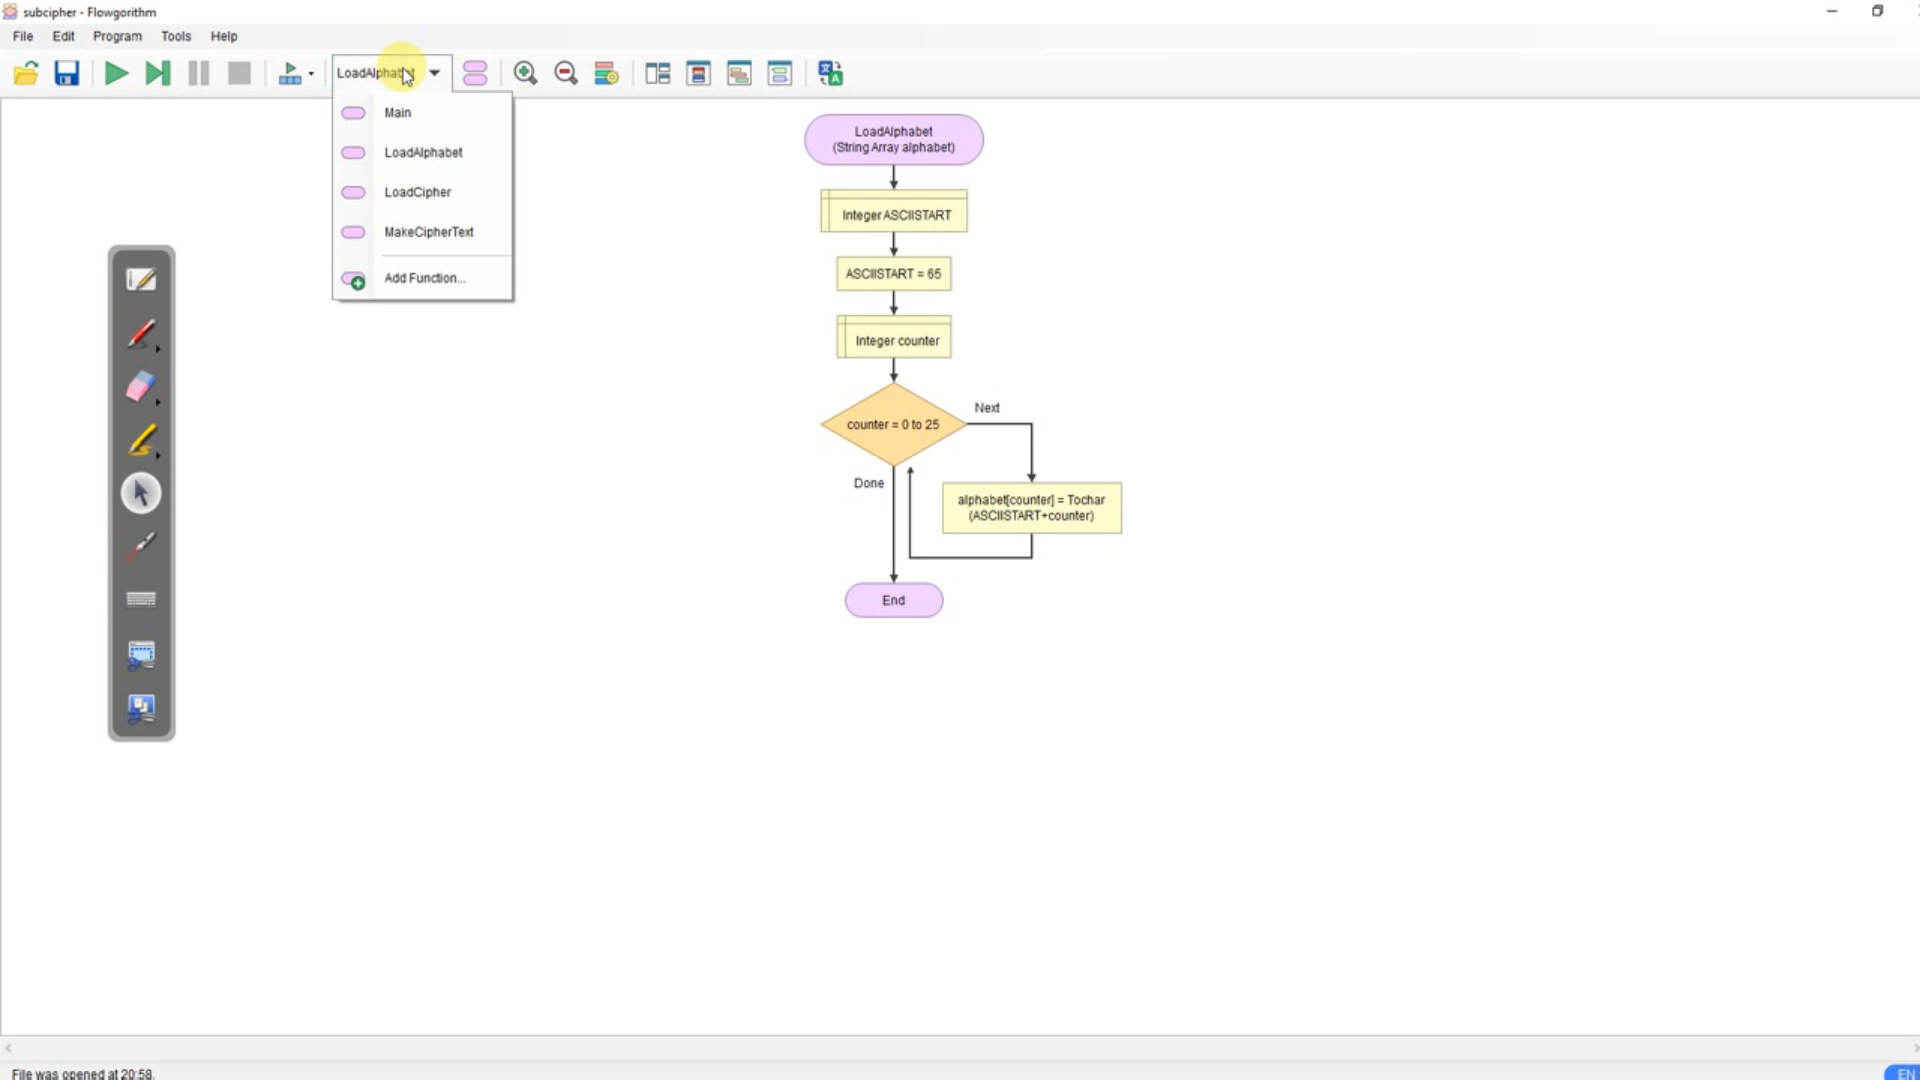 subcipher - Flowgorithm
File Edit Program Tools Help
Main
LoadAlphabet
LoadCipher
MakeCipherText
Add Function...
LoadAlphabet
(String Array alphabet)
Integer ASCIISTART
ASCIISTART = 65
Integer counter
counter = 0 to 25
Next
Done
alphabet[counter] = Tochar
(ASCIISTART+counter)
End
File was opened at 20:58.
EN